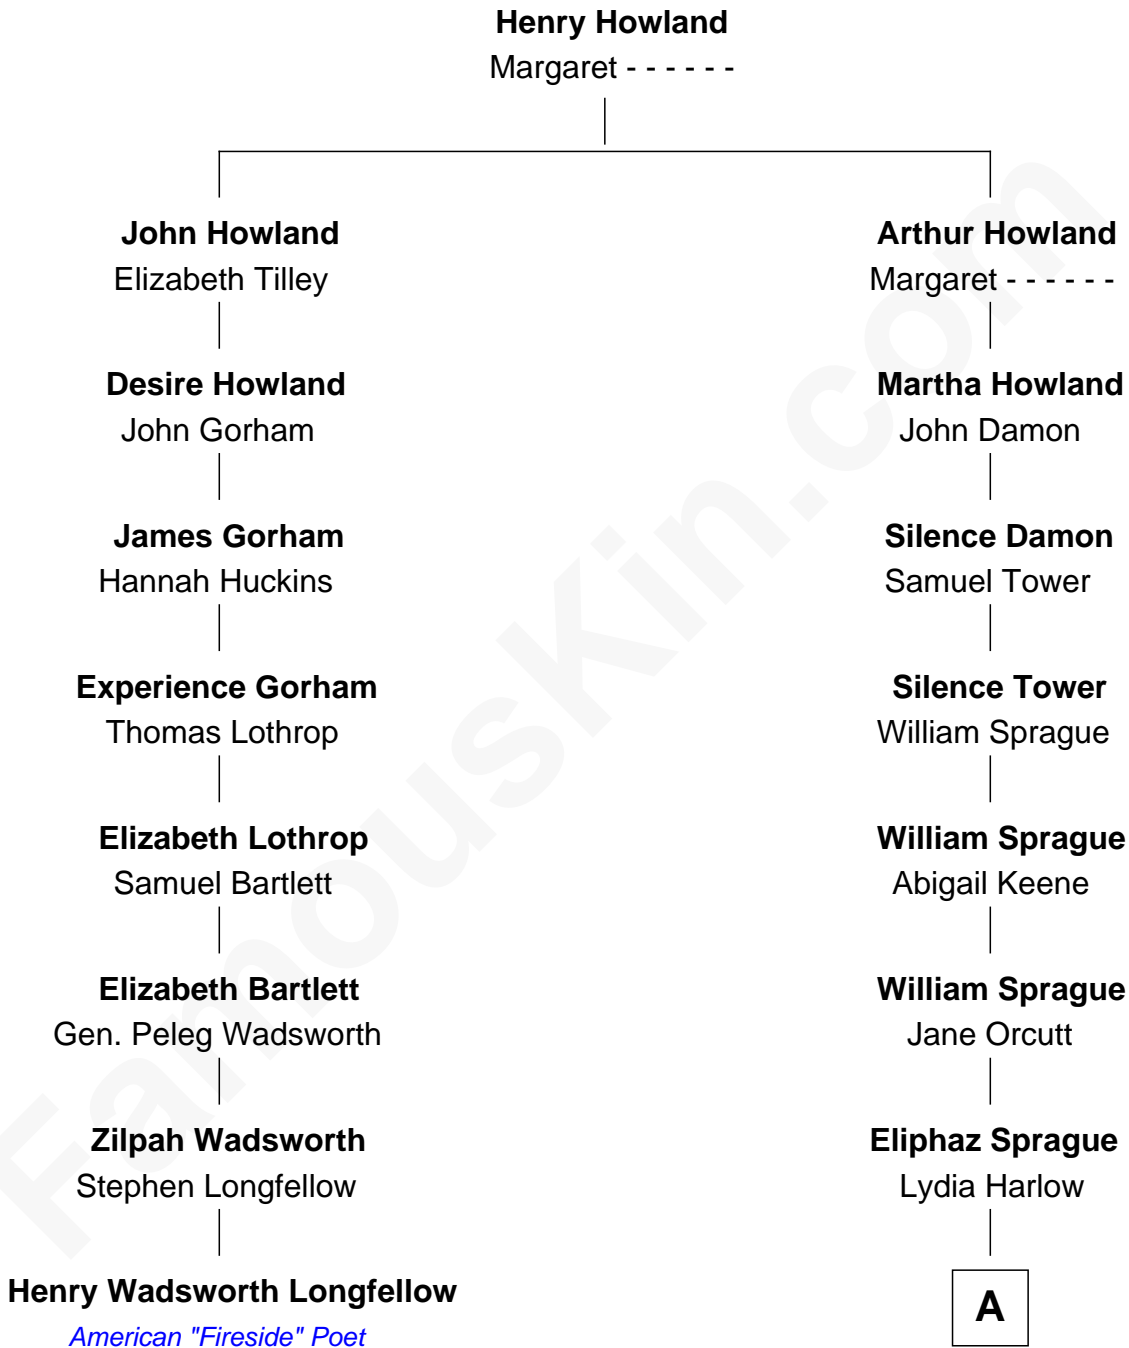 Henry Howland
Margaret - - - - - -
John Howland
Elizabeth Tilley
Arthur Howland
Margaret - - - - - -
Desire Howland
John Gorham
Martha Howland
John Damon
James Gorham
Hannah Huckins
Silence Damon
Samuel Tower
Experience Gorham
Thomas Lothrop
Silence Tower
William Sprague
Elizabeth Lothrop
Samuel Bartlett
William Sprague
Abigail Keene
Elizabeth Bartlett
Gen. Peleg Wadsworth
William Sprague
Jane Orcutt
Zilpah Wadsworth
Stephen Longfellow
Eliphaz Sprague
Lydia Harlow
Henry Wadsworth Longfellow
American "Fireside" Poet
A
FamousKin.com